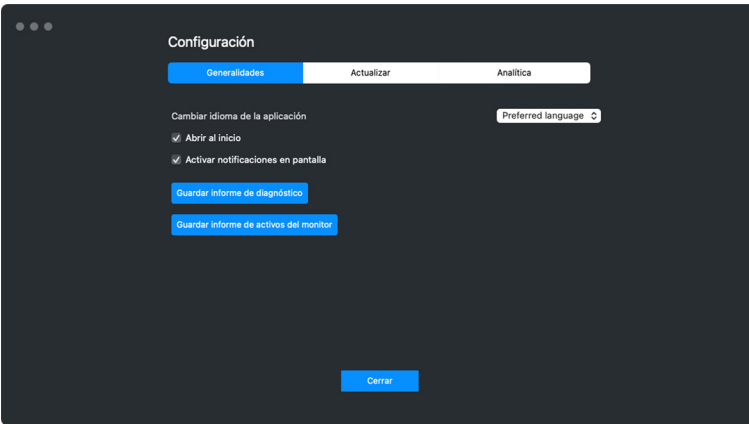 Configuración
Generalidades Actualizar Analítica
Cambiar idioma de la aplicación Preferred language
Abrir al inicio
Activar notificaciones en pantalla
Guardar informe de diagnóstico
Guardar informe de activos del monitor
Cerrar